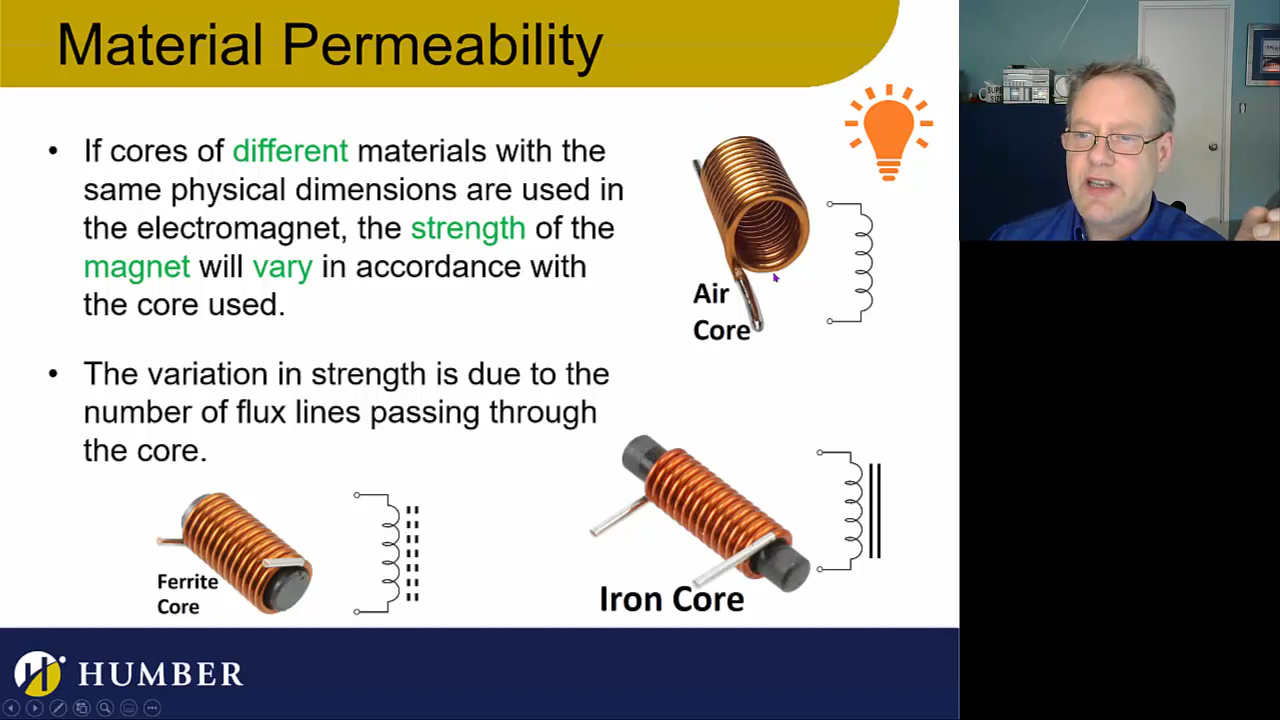 Material Permeability
• If cores of different materials with the
same physical dimensions are used in
the electromagnet, the strength of the
magnet will vary in accordance with
the core used.
• The variation in strength is due to the
number of flux lines passing through
the core.
Air
Core
Ferrite
Core
Iron Core
HUMBER